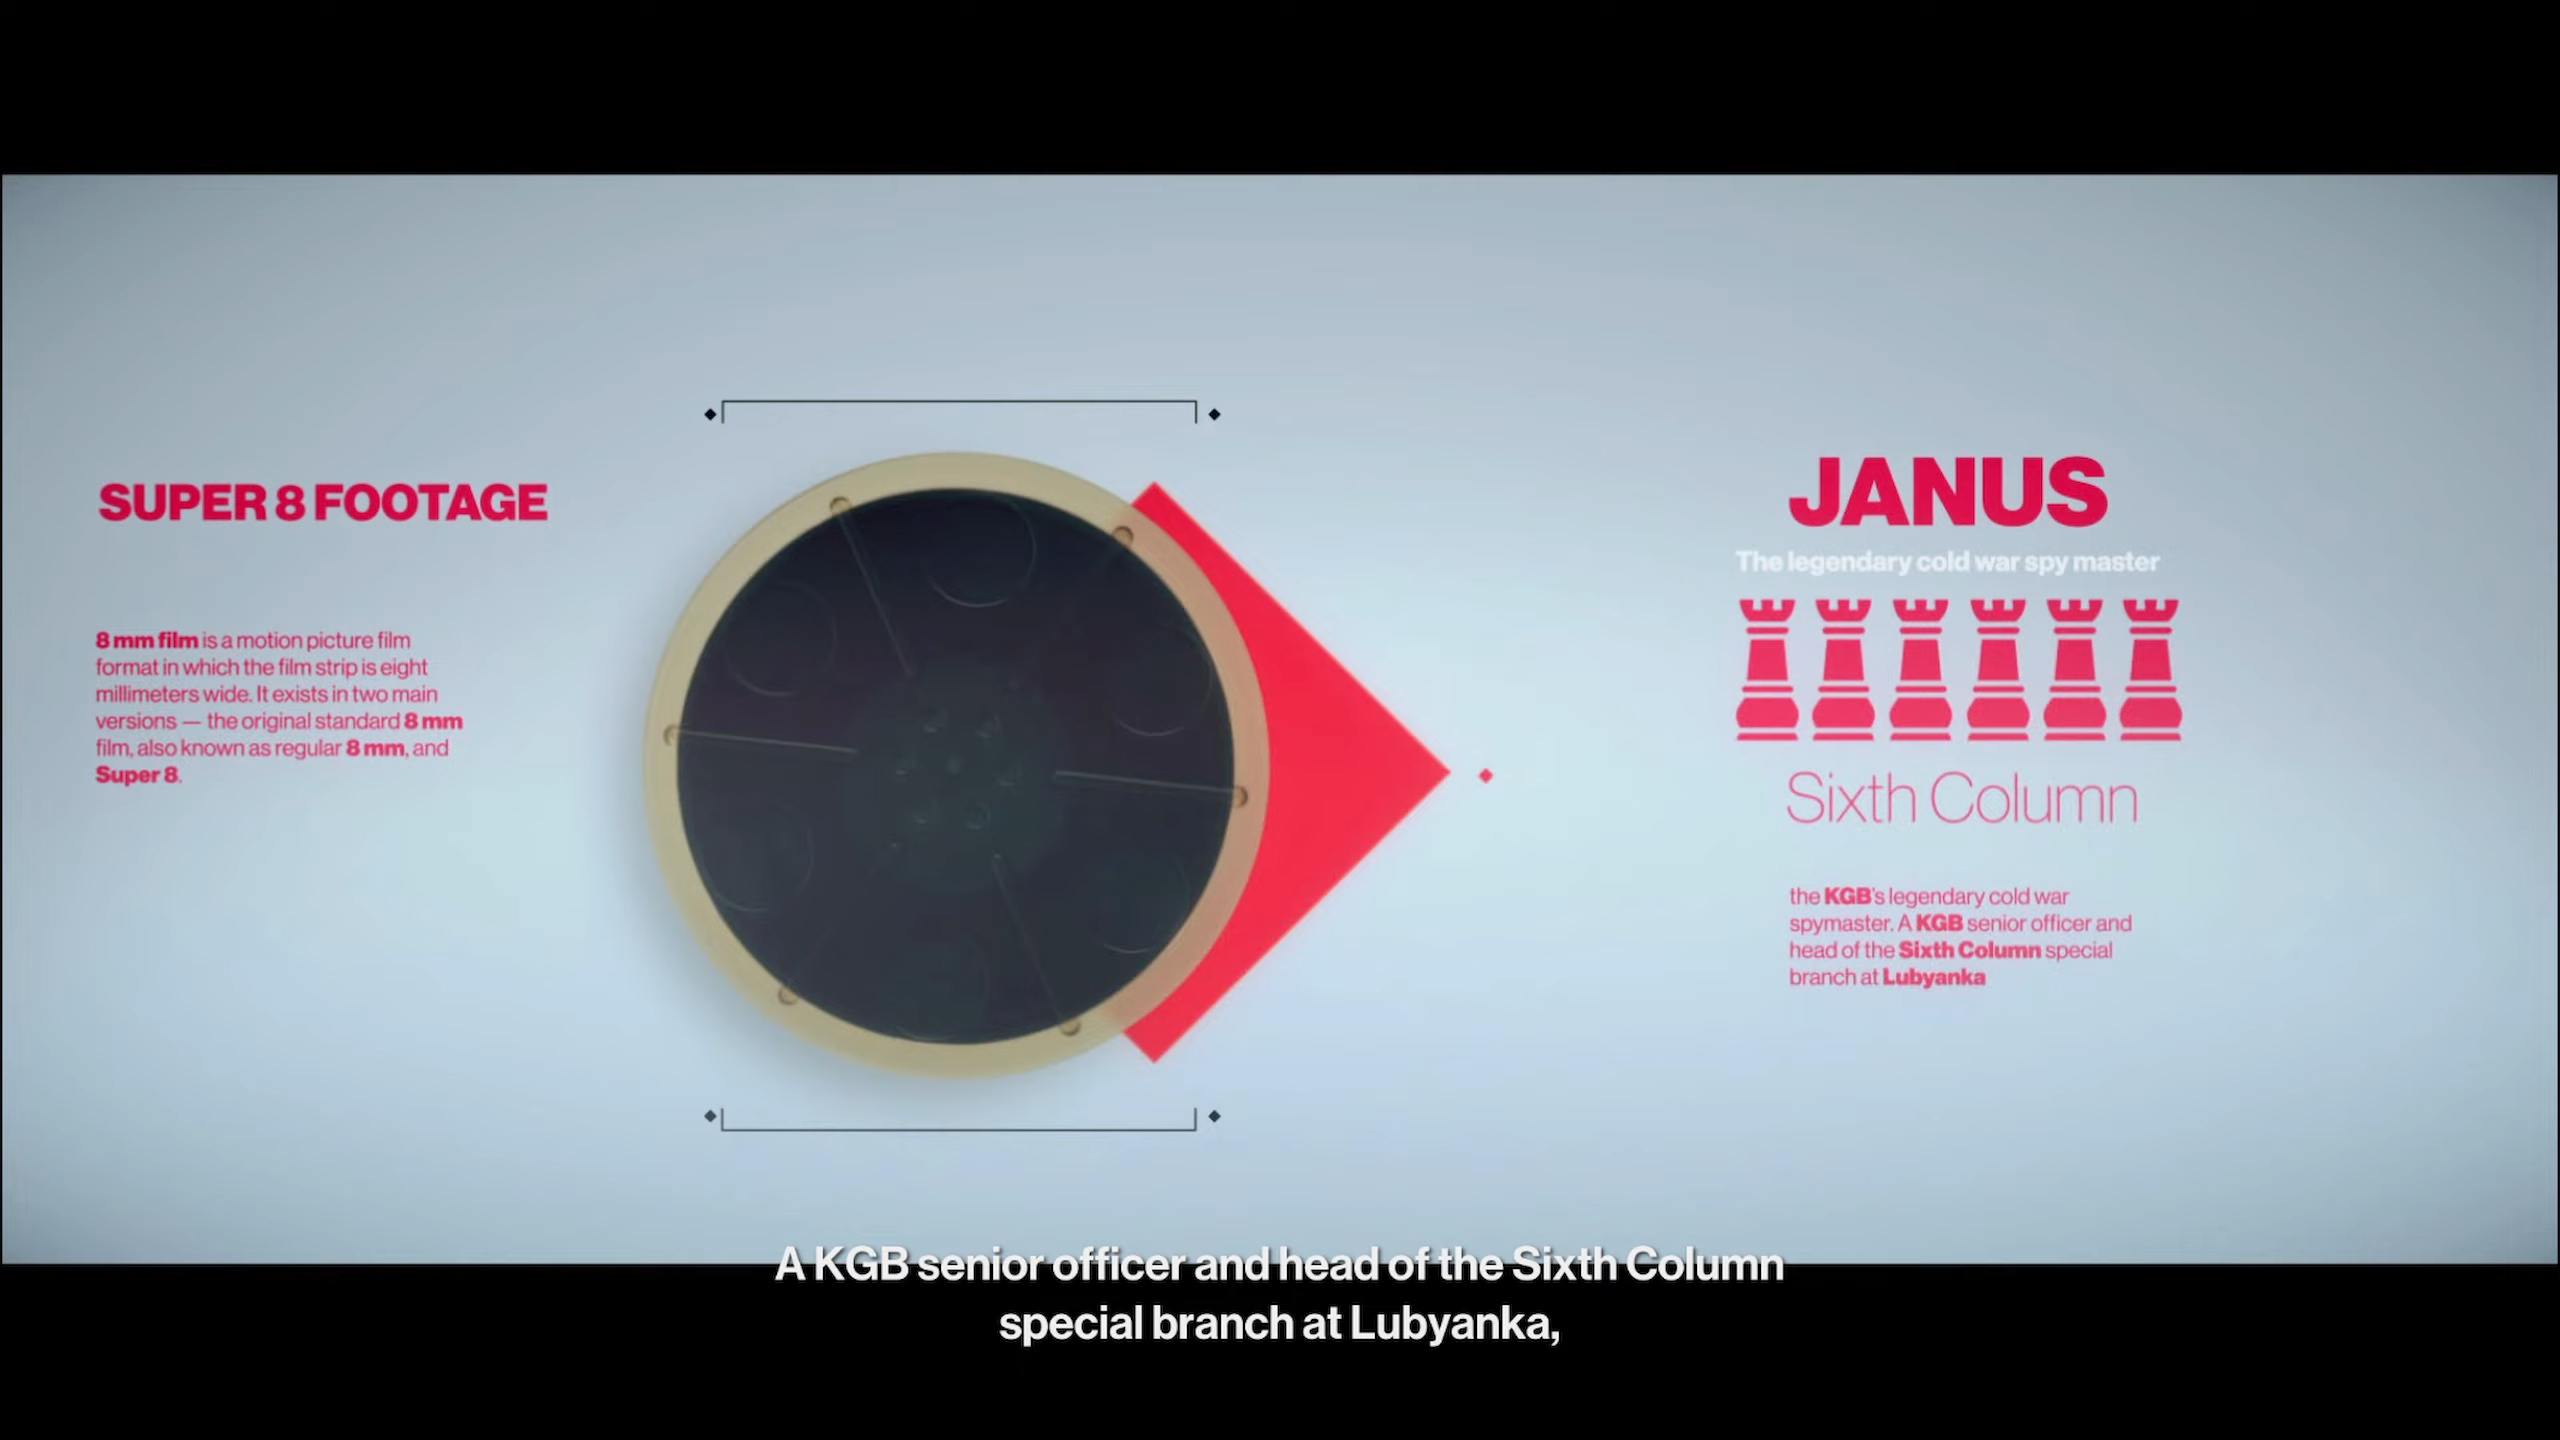 SUPER 8 FOOTAGE
8 mm film is a motion picture film
format in which the film strip is eight
millimeters wide. It exists in two main
versions — the original standard 8 mm
film, also known as regular 8 mm, and
Super 8.
JANUS
The legendary cold war spy master
Sixth Column
the KGB's legendary cold war
spymaster. A KGB senior officer and
head of the Sixth Column special
branch at Lubyanka
A KGB senior officer and head of the Sixth Column
special branch at Lubyanka,